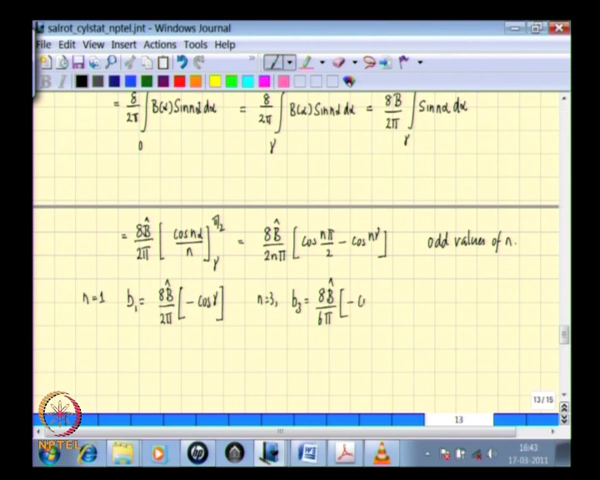 sairot_cylstat_nptel.jnt - Windows Journal
File Edit View Insert Actions Tools Help
= 8/2π ∫₀ B(α) Sin nα dα = 8/2π ∫ᵧ B(α) Sin nα dα = 8B̂/2π ∫ᵧ Sin nα dα
= 8B̂/2π [cos nα / n]ᵧ^(π/2) = 8B̂/2nπ [cos nπ/2 − cos nγ] odd values of n.
n=1 b₁ = 8B̂/2π [− cos γ] n=3, b₃ = 8B̂/6π [− c
13/15
13
NPTEL
16:43
17-03-2011